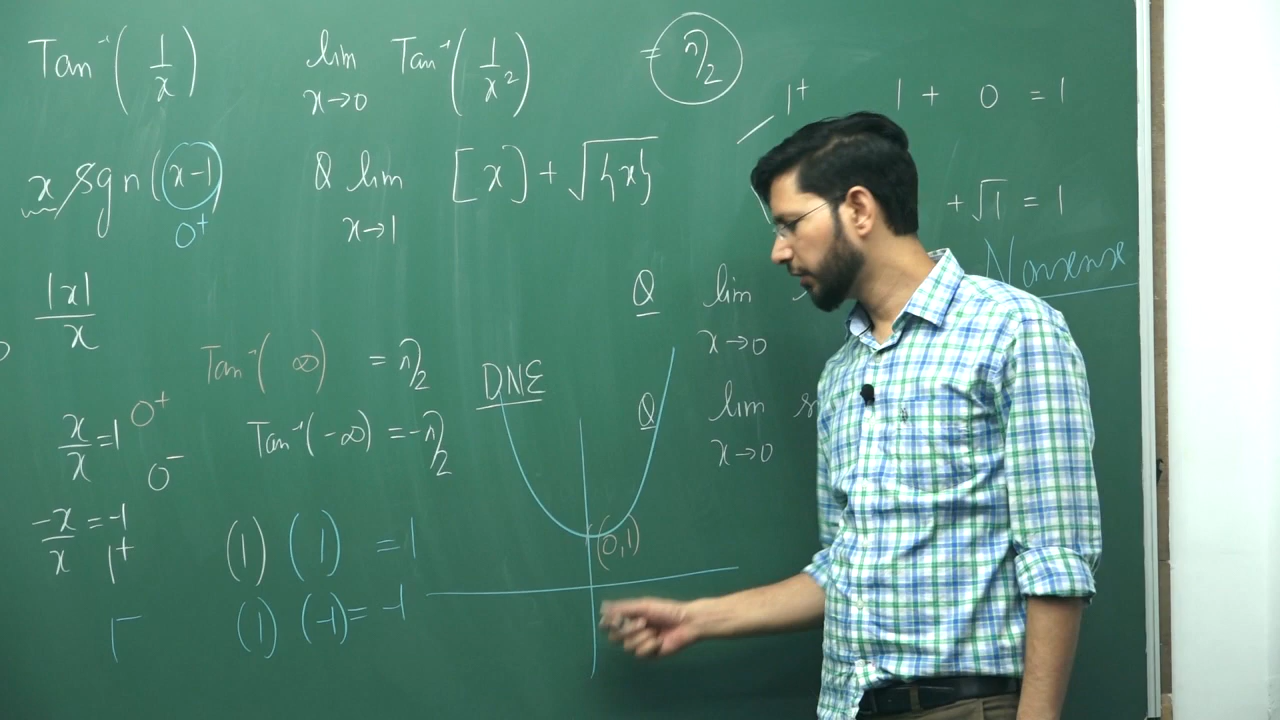 Tan⁻¹(1/x)
lim x→0 Tan⁻¹(1/x²) = π/2
1⁺ 1 + 0 = 1
x sgn(x-1)
0⁺
Q lim x→1 [x] + √{x}
+ √1 = 1
Nonsense
|x|/x
Q lim x→0
Tan⁻¹(∞) = π/2
DNE
Q lim x→0
x/x = 1 0⁺
Tan⁻¹(-∞) = -π/2
0⁻
-x/x = -1
1⁺ (1) (1) = 1
(0,1)
1⁻ (1) (-1) = -1